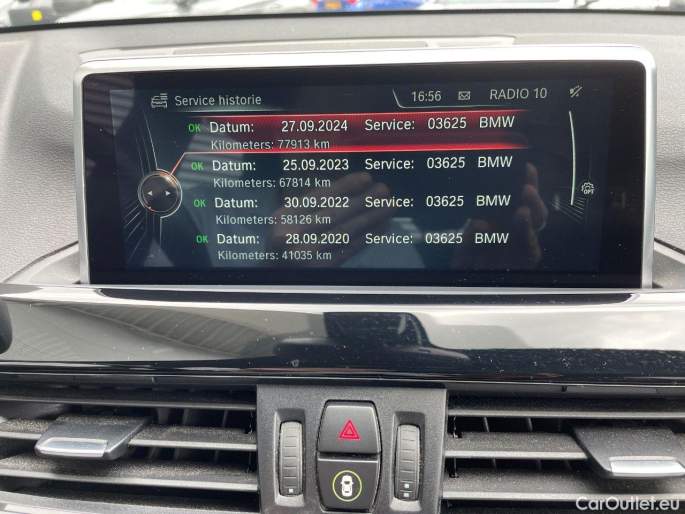 Service historie 16:56 RADIO 10
OK Datum: 27.09.2024 Service: 03625 BMW
Kilometers: 77913 km
OK Datum: 25.09.2023 Service: 03625 BMW
Kilometers: 67814 km
OK Datum: 30.09.2022 Service: 03625 BMW
Kilometers: 58126 km
OK Datum: 28.09.2020 Service: 03625 BMW
Kilometers: 41035 km
OPT
CarOutlet.eu